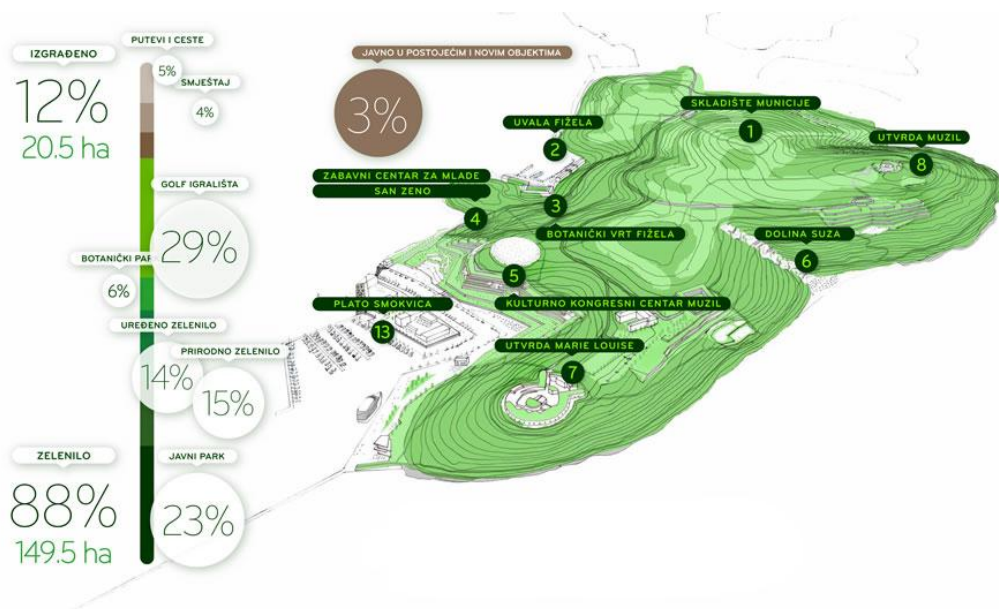 IZGRAĐENO
12%
20.5 ha
PUTEVI I CESTE
5%
SMJEŠTAJ
4%
JAVNO U POSTOJEĆIM I NOVIM OBJEKTIMA
3%
GOLF IGRALIŠTA
29%
BOTANIČKI PAR
6%
UREĐENO ZELENILO
14%
PRIRODNO ZELENILO
15%
ZELENILO
88%
149.5 ha
JAVNI PARK
23%
SKLADIŠTE MUNICIJE
1
UVALA FIŽELA
2
UTVRDA MUZIL
8
ZABAVNI CENTAR ZA MLADE
SAN ZENO
4
3
BOTANIČKI VRT FIŽELA
DOLINA SUZA
6
5
KULTURNO KONGRESNI CENTAR MUZIL
PLATO SMOKVICA
13
UTVRDA MARIE LOUISE
7